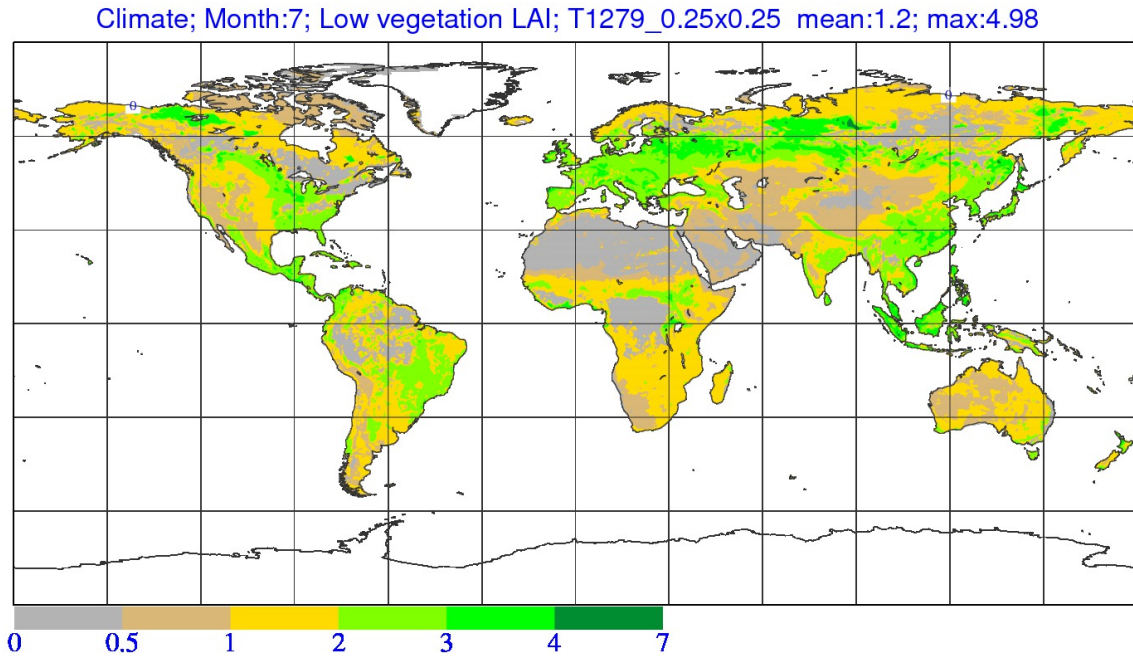 Climate; Month:7; Low vegetation LAI; T1279_0.25x0.25 mean:1.2; max:4.98
0 0
0 0.5 1 2 3 4 7